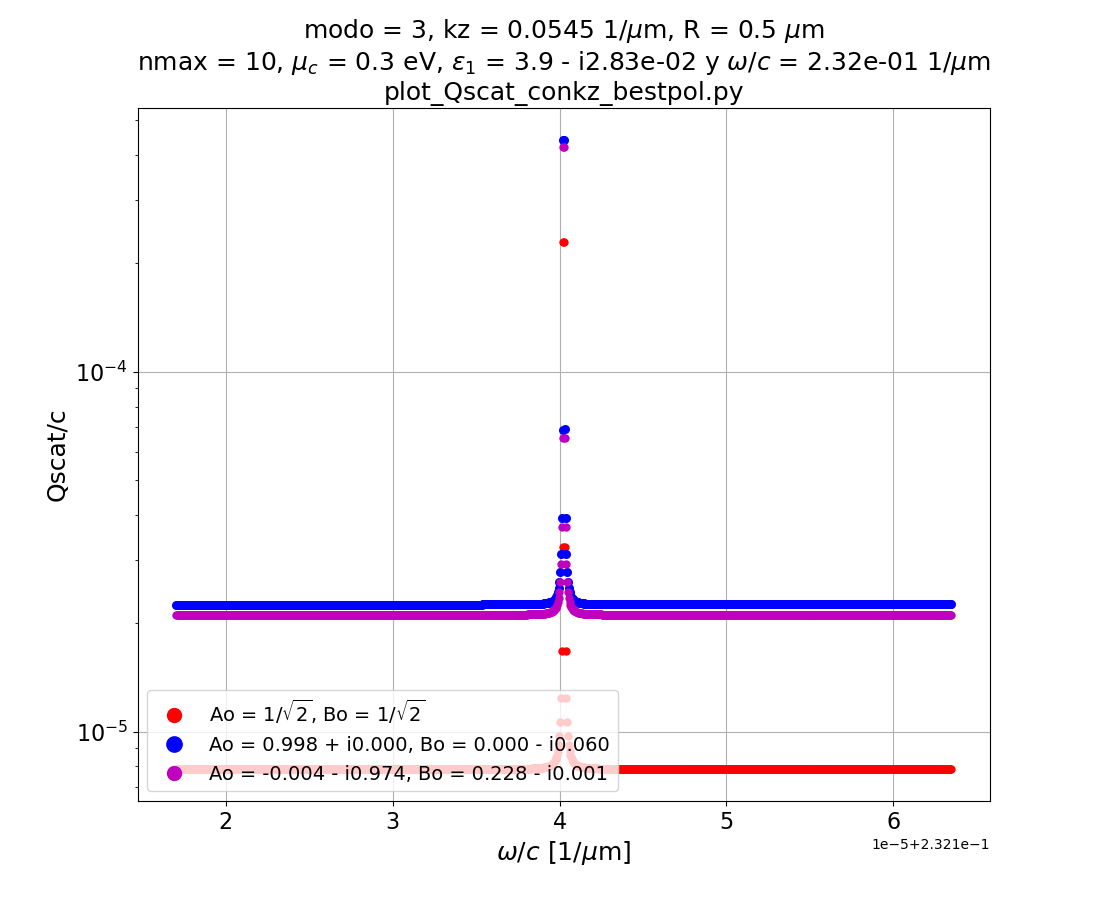 modo = 3, kz = 0.0545 1/μm, R = 0.5 μm
nmax = 10, μ_c = 0.3 eV, ε_1 = 3.9 - i2.83e-02 y ω/c = 2.32e-01 1/μm
plot_Qscat_conkz_bestpol.py
10^−4
Qscat/c
10^−5
Ao = 1/√2, Bo = 1/√2
Ao = 0.998 + i0.000, Bo = 0.000 - i0.060
Ao = -0.004 - i0.974, Bo = 0.228 - i0.001
2 3 4 5 6
1e-5+2.321e-1
ω/c [1/μm]